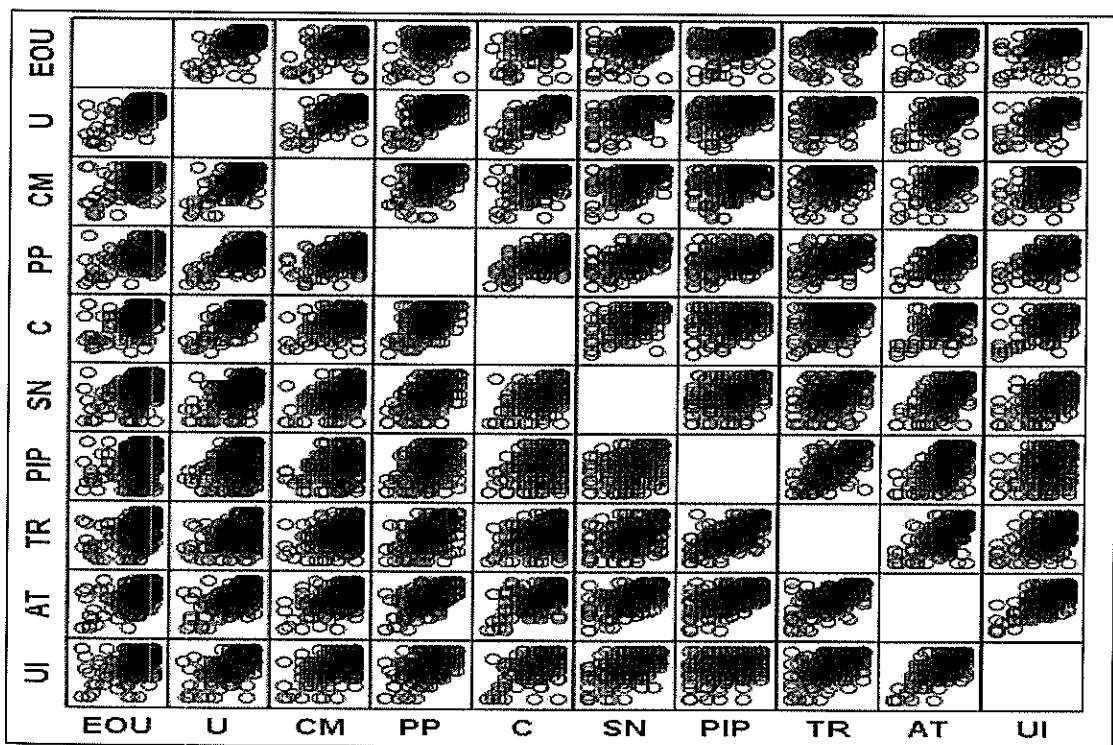 EOU
U
CM
PP
C
SN
PIP
TR
AT
UI
EOU U CM PP C SN PIP TR AT UI